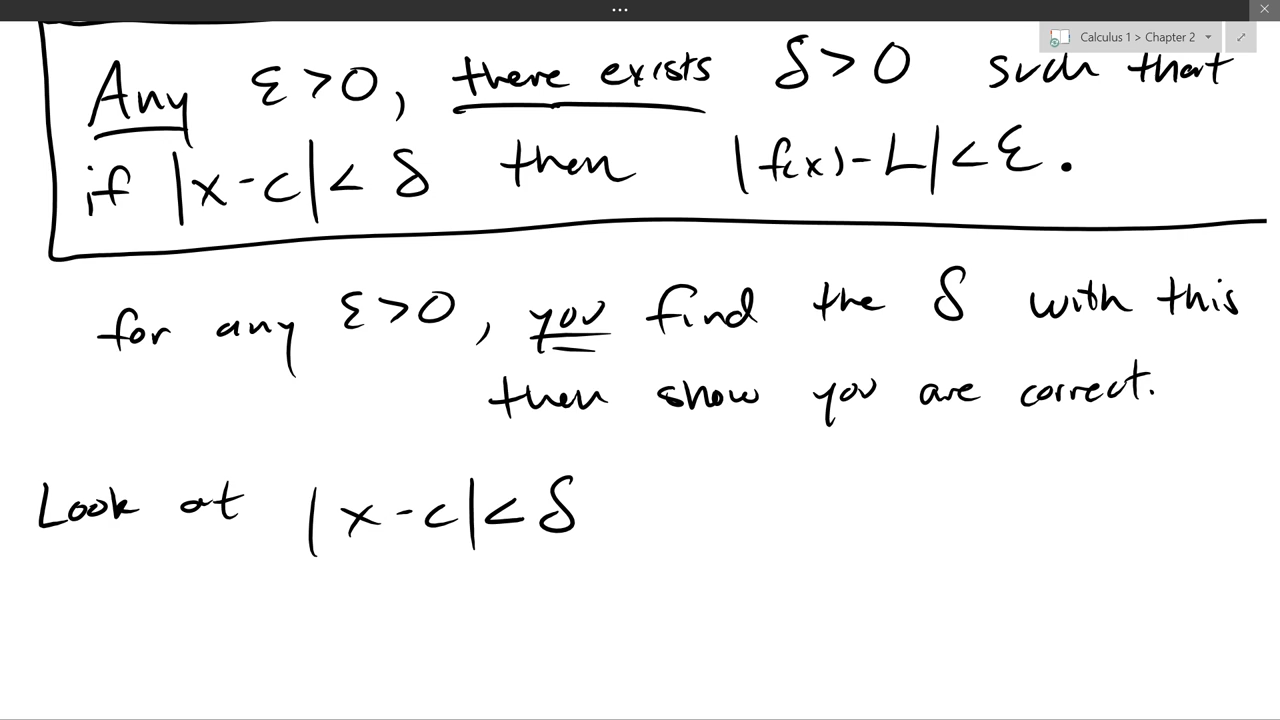 Calculus 1 > Chapter 2
Any ε > 0, there exists δ > 0 such that
if |x - c| < δ then |f(x) - L| < ε.
for any ε > 0, you find the δ with this
then show you are correct.
Look at |x - c| < δ